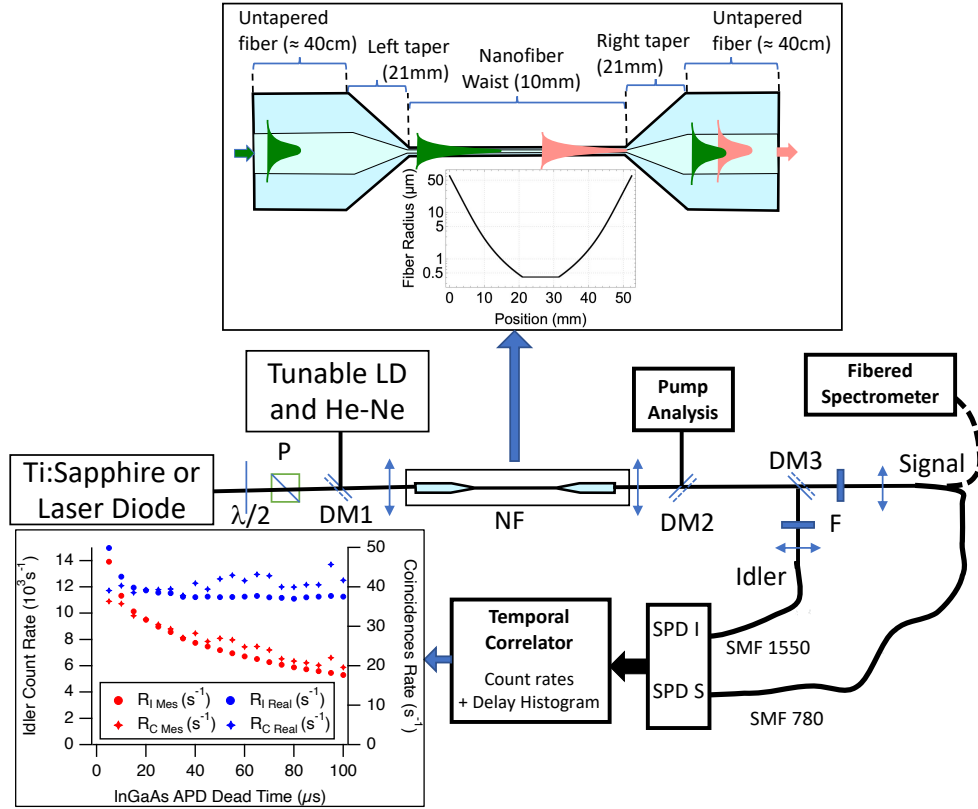 Untapered
fiber (≈ 40cm)
Left taper
(21mm)
Nanofiber
Waist (10mm)
Right taper
(21mm)
Untapered
fiber (≈ 40cm)
Fiber Radius (μm)
50
10
5
1
0.5
0 10 20 30 40 50
Position (mm)
Tunable LD
and He-Ne
Pump
Analysis
Fibered
Spectrometer
Ti:Sapphire or
Laser Diode
λ/2
P
DM1
NF
DM2
DM3
F
Signal
Idler
SMF 1550
SMF 780
SPD I
SPD S
Temporal
Correlator
Count rates
+ Delay Histogram
Idler Count Rate (10³s⁻¹)
14
12
10
8
6
4
2
0
Coincidences Rate (s⁻¹)
50
40
30
20
10
0
R I Mes (s⁻¹)
R I Real (s⁻¹)
R C Mes (s⁻¹)
R C Real (s⁻¹)
0 20 40 60 80 100
InGaAs APD Dead Time (μs)